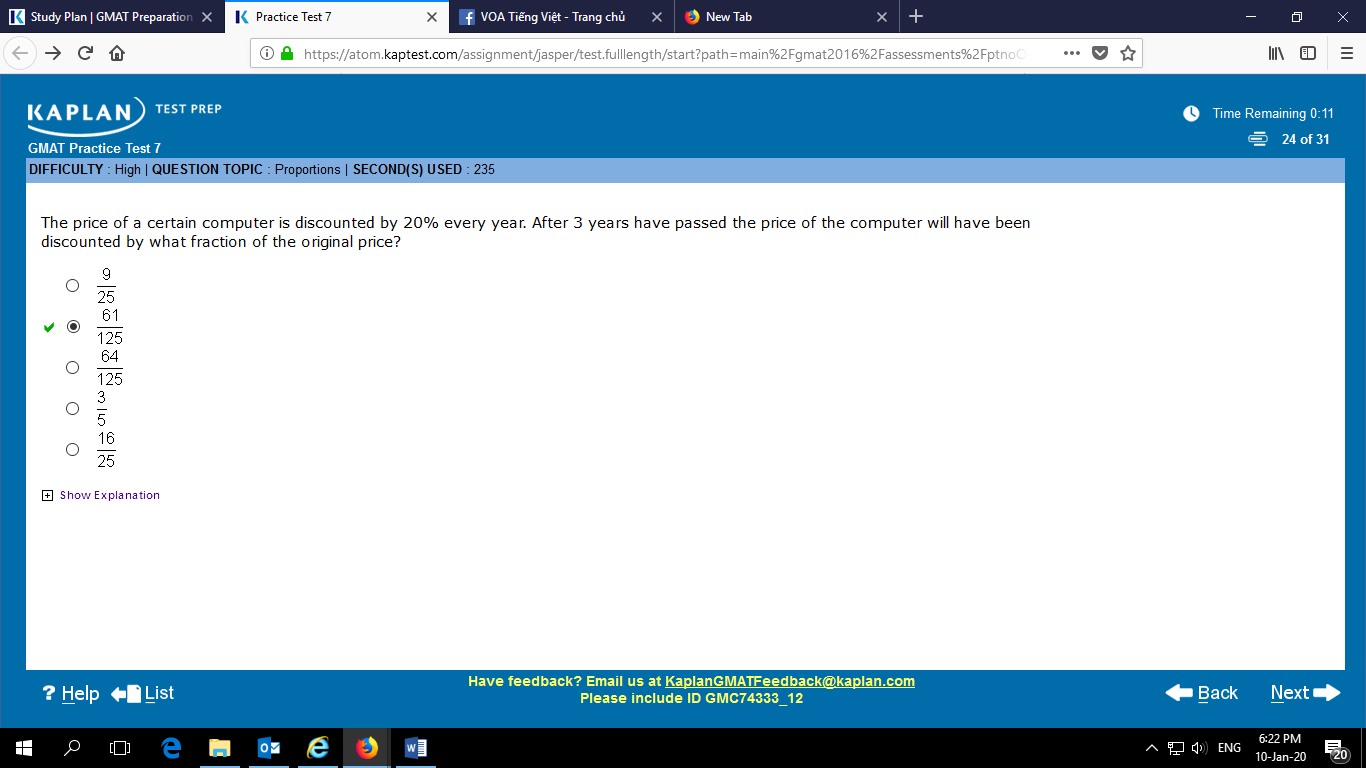 Study Plan | GMAT Preparation
Practice Test 7
VOA Tiếng Việt - Trang chủ
New Tab
https://atom.kaptest.com/assignment/jasper/test.fulllength/start?path=main%2Fgmat2016%2Fassessments%2Fptno
KAPLAN TEST PREP
Time Remaining 0:11
24 of 31
GMAT Practice Test 7
DIFFICULTY : High | QUESTION TOPIC : Proportions | SECOND(S) USED : 235
The price of a certain computer is discounted by 20% every year. After 3 years have passed the price of the computer will have been
discounted by what fraction of the original price?
9
25
61
125
64
125
3
5
16
25
Show Explanation
? Help
List
Have feedback? Email us at KaplanGMATFeedback@kaplan.com
Please include ID GMC74333_12
Back
Next
ENG
6:22 PM
10-Jan-20
20